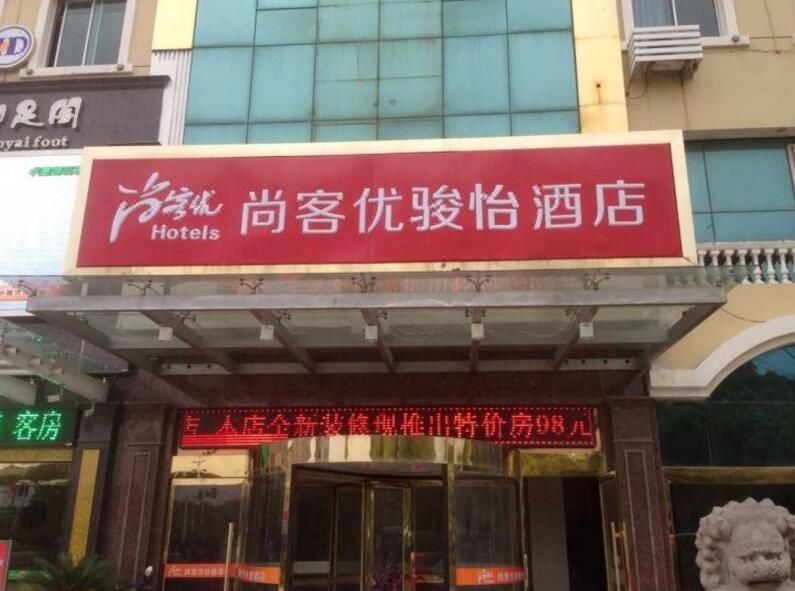 足阁
oyal foot
尚客优
Hotels
尚客优骏怡酒店
客房
店 本店全新装修现推出特价房98元